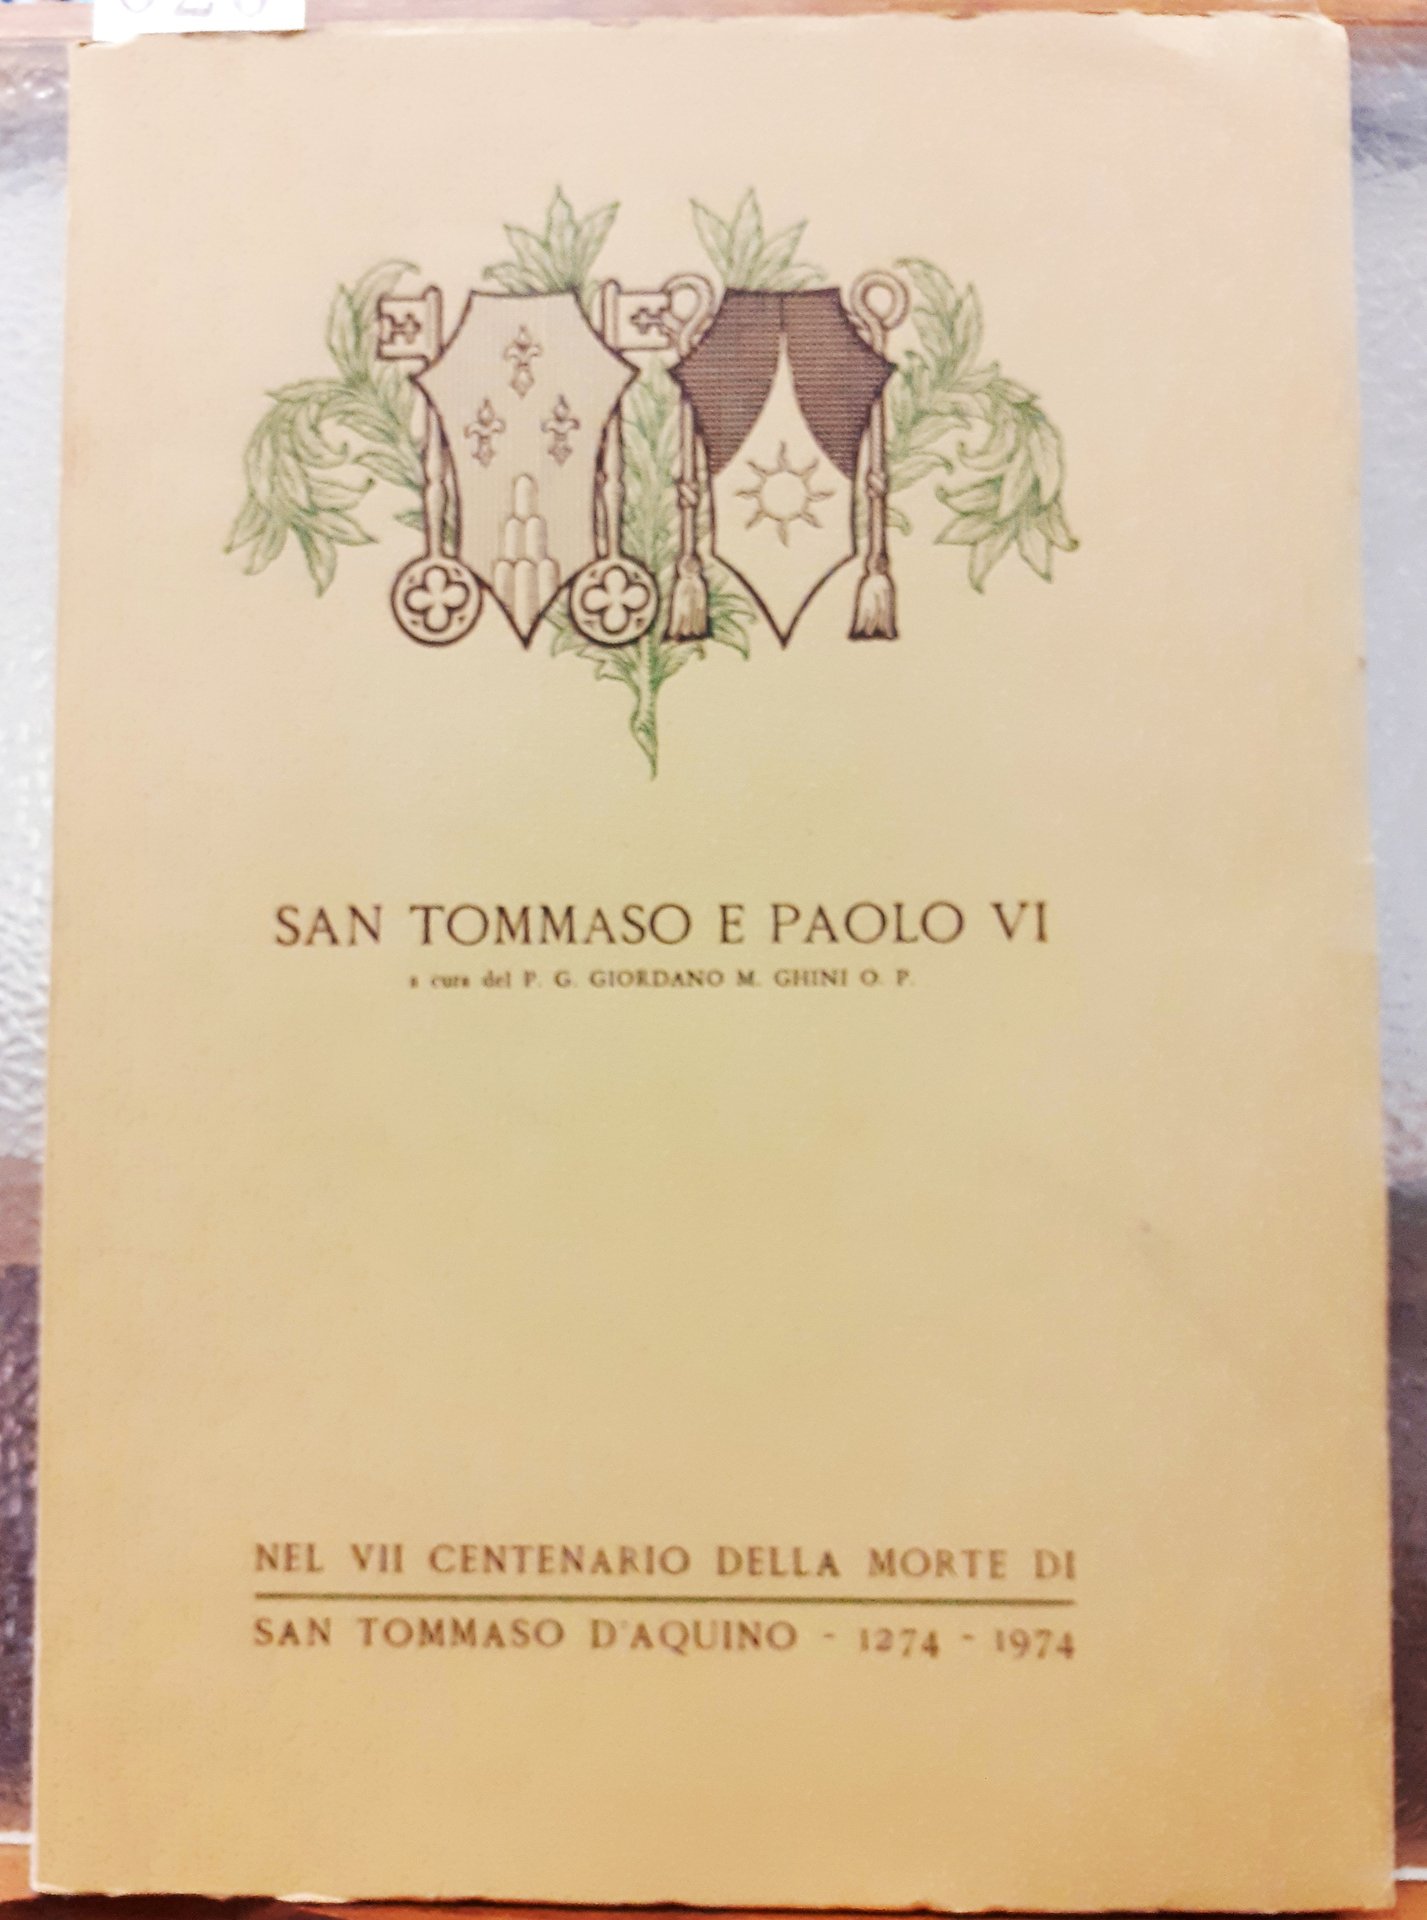 SAN TOMMASO E PAOLO VI
a cura del P. G. GIORDANO M. GHINI O. P.
NEL VII CENTENARIO DELLA MORTE DI
SAN TOMMASO D'AQUINO - 1274 - 1974